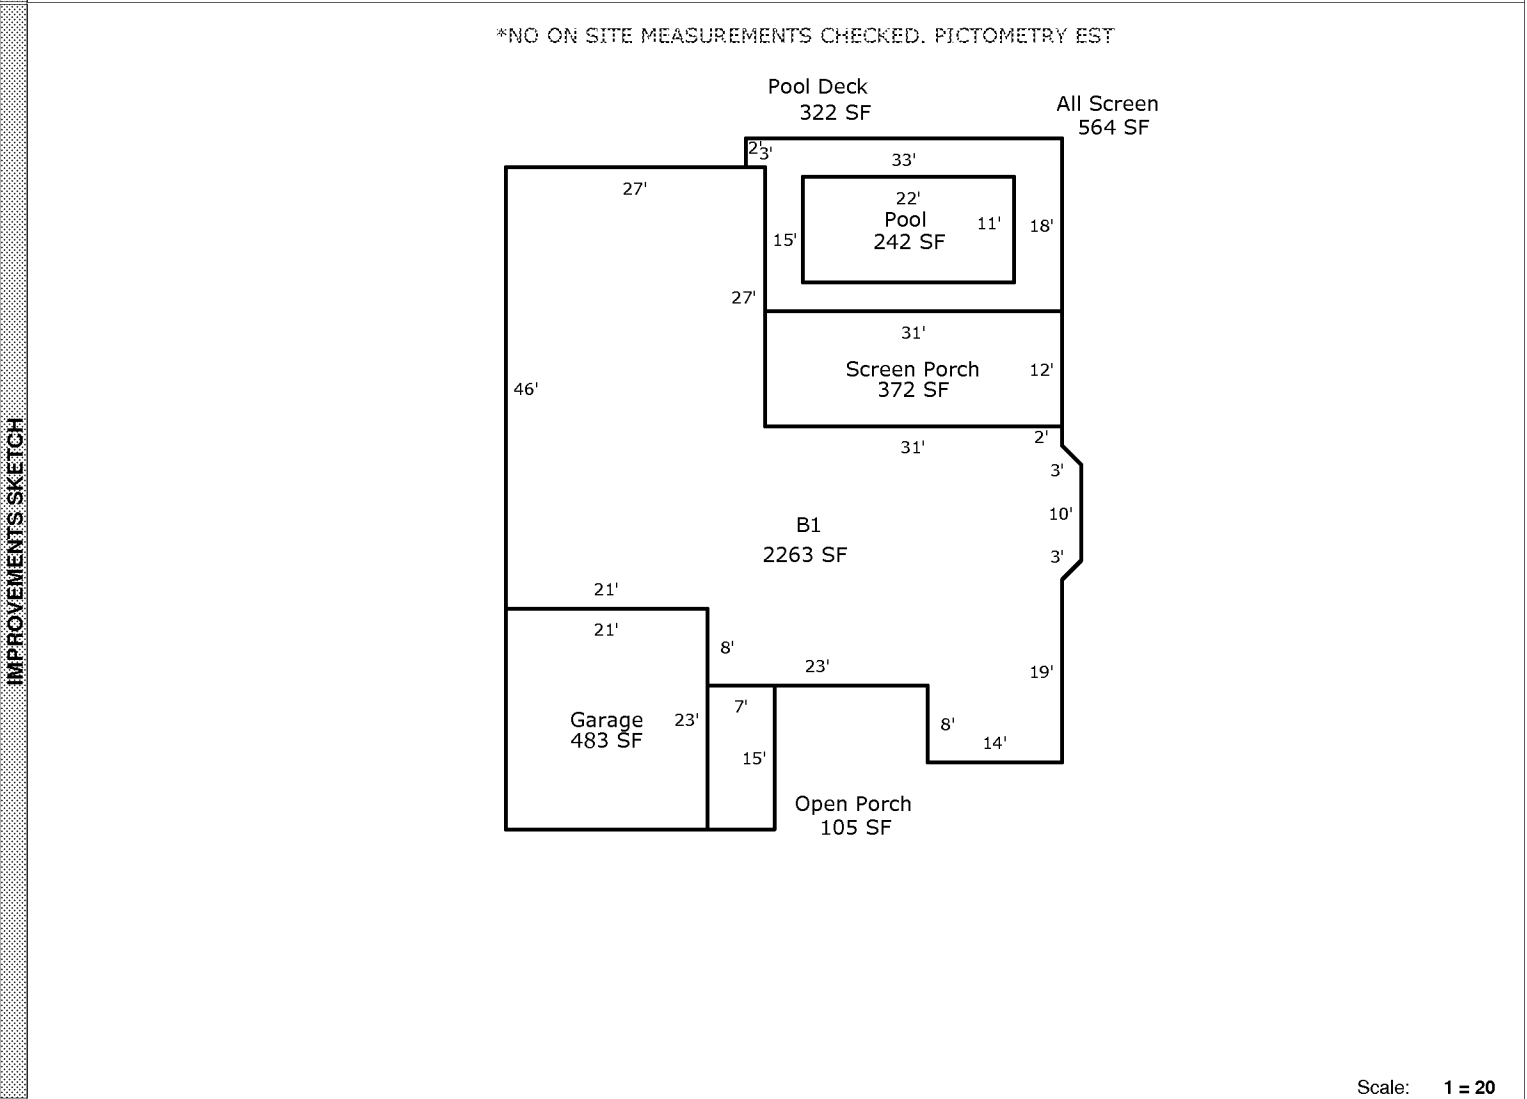 *NO ON SITE MEASUREMENTS CHECKED. PICTOMETRY EST
Pool Deck
322 SF
All Screen
564 SF
2'
3'
33'
27'
22'
Pool
242 SF
11'
18'
15'
27'
31'
Screen Porch
372 SF
12'
46'
31'
2'
3'
10'
3'
B1
2263 SF
21'
21'
8'
23'
19'
Garage
483 SF
23'
7'
15'
8'
14'
Open Porch
105 SF
IMPROVEMENTS SKETCH
Scale: 1 = 20